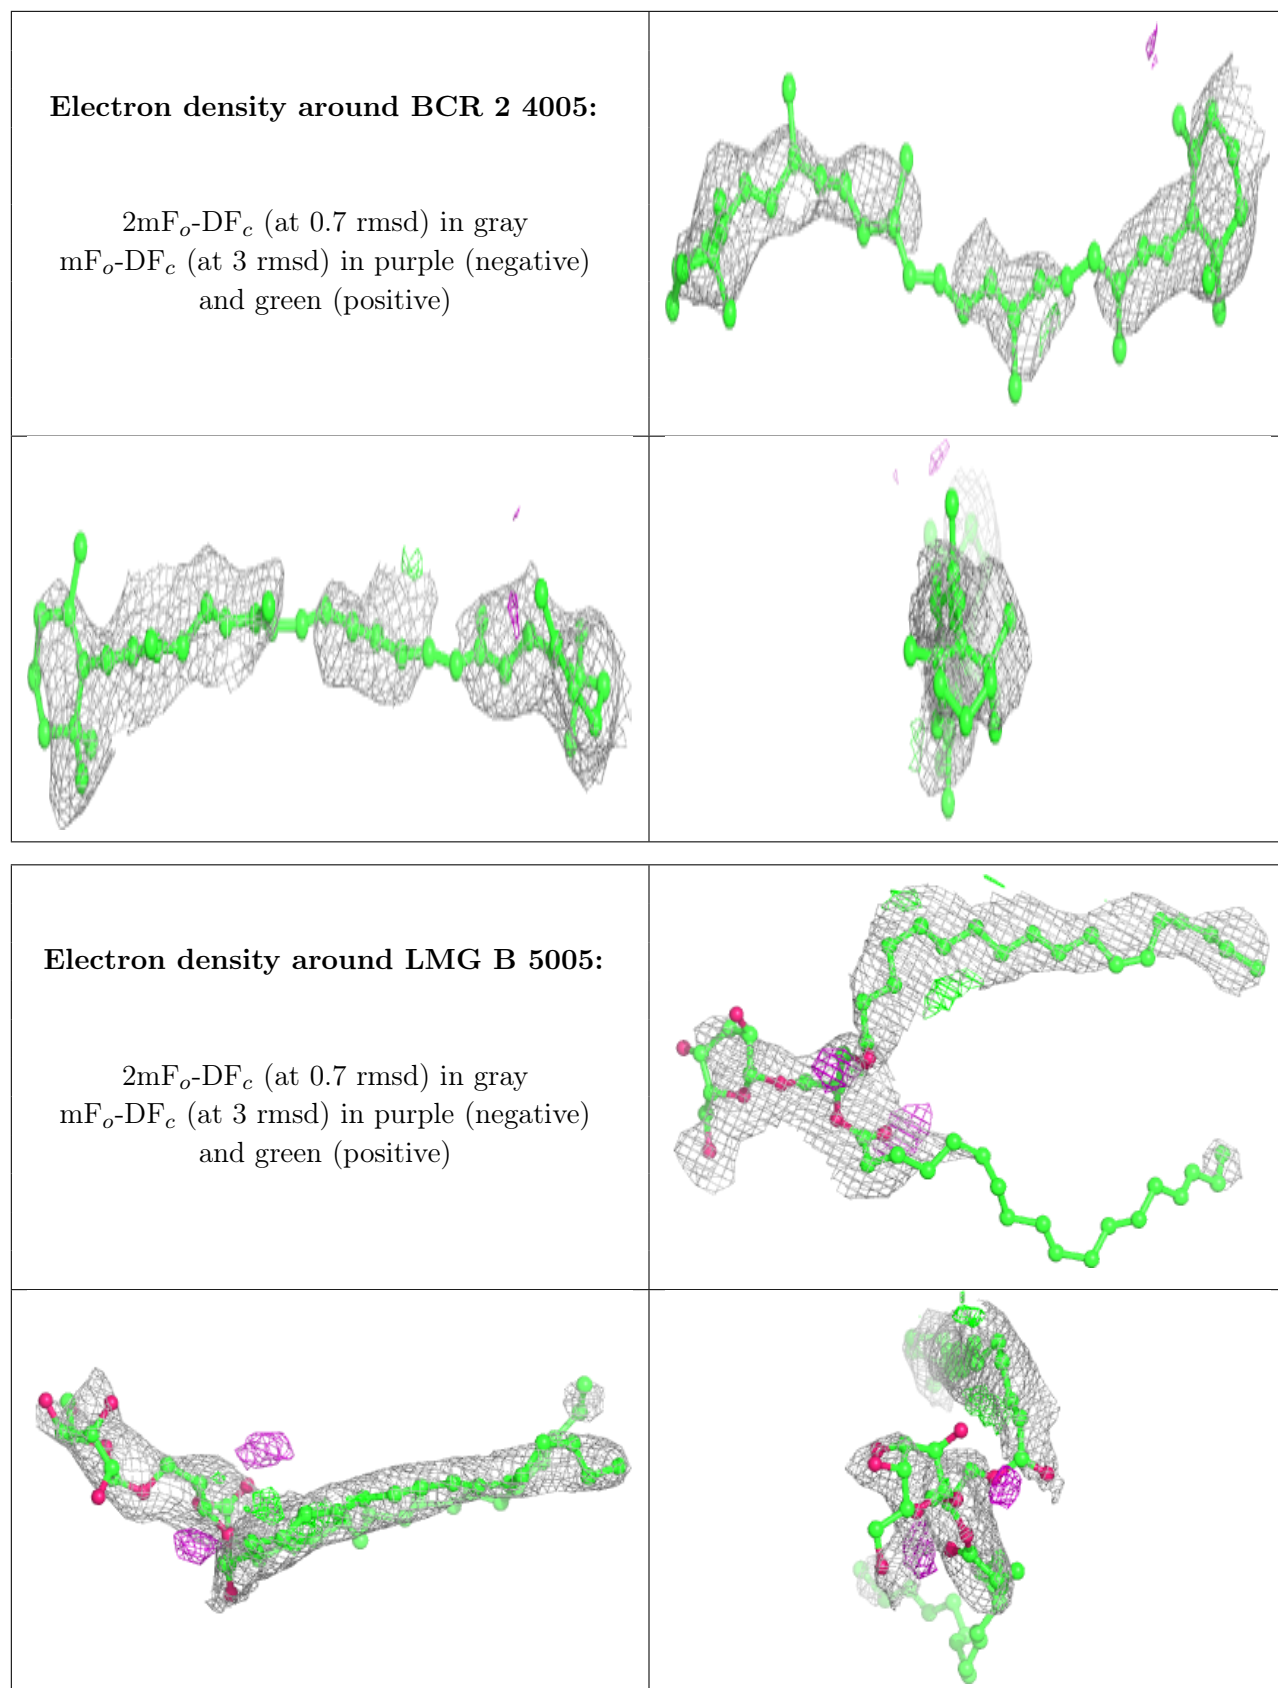 Electron density around BCR 2 4005:
2mFo-DFc (at 0.7 rmsd) in gray
mFo-DFc (at 3 rmsd) in purple (negative)
and green (positive)
Electron density around LMG B 5005:
2mFo-DFc (at 0.7 rmsd) in gray
mFo-DFc (at 3 rmsd) in purple (negative)
and green (positive)